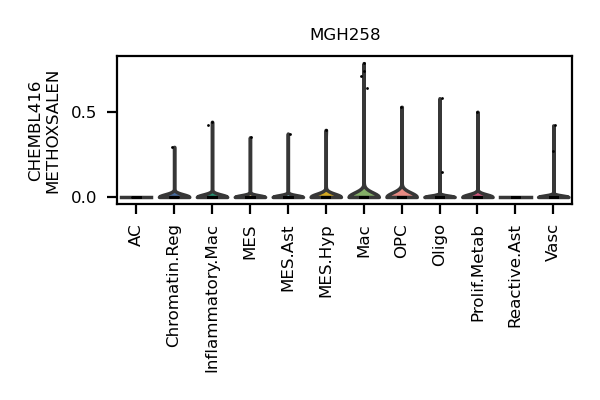 MGH258
CHEMBL416
METHOXSALEN
0.5
0.0
AC
Chromatin.Reg
Inflammatory.Mac
MES
MES.Ast
MES.Hyp
Mac
OPC
Oligo
Prolif.Metab
Reactive.Ast
Vasc